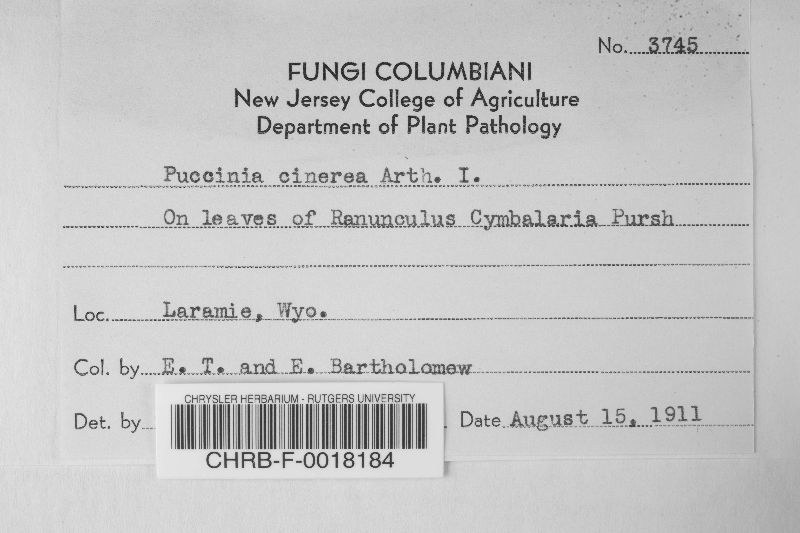 No. 3745
FUNGI COLUMBIANI
New Jersey College of Agriculture
Department of Plant Pathology
Puccinia cinerea Arth. I.
On leaves of Ranunculus Cymbalaria Pursh
Loc. Laramie, Wyo.
Col. by E. T. and E. Bartholomew
Det. by Date August 15, 1911
CHRYSLER HERBARIUM - RUTGERS UNIVERSITY
CHRB-F-0018184